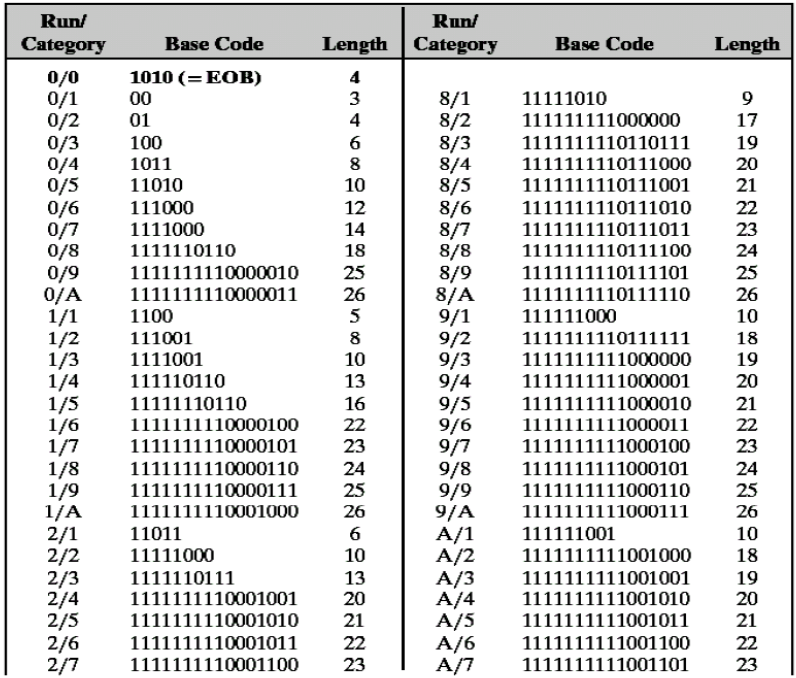 Run/ Run/
Category Base Code Length Category Base Code Length
0/0 1010 (= EOB) 4
0/1 00 3 8/1 11111010 9
0/2 01 4 8/2 111111111000000 17
0/3 100 6 8/3 1111111110110111 19
0/4 1011 8 8/4 1111111110111000 20
0/5 11010 10 8/5 1111111110111001 21
0/6 111000 12 8/6 1111111110111010 22
0/7 1111000 14 8/7 1111111110111011 23
0/8 1111110110 18 8/8 1111111110111100 24
0/9 1111111110000010 25 8/9 1111111110111101 25
0/A 1111111110000011 26 8/A 1111111110111110 26
1/1 1100 5 9/1 111111000 10
1/2 111001 8 9/2 1111111110111111 18
1/3 1111001 10 9/3 1111111111000000 19
1/4 111110110 13 9/4 1111111111000001 20
1/5 11111110110 16 9/5 1111111111000010 21
1/6 1111111110000100 22 9/6 1111111111000011 22
1/7 1111111110000101 23 9/7 1111111111000100 23
1/8 1111111110000110 24 9/8 1111111111000101 24
1/9 1111111110000111 25 9/9 1111111111000110 25
1/A 1111111110001000 26 9/A 1111111111000111 26
2/1 11011 6 A/1 111111001 10
2/2 11111000 10 A/2 1111111111001000 18
2/3 1111110111 13 A/3 1111111111001001 19
2/4 1111111110001001 20 A/4 1111111111001010 20
2/5 1111111110001010 21 A/5 1111111111001011 21
2/6 1111111110001011 22 A/6 1111111111001100 22
2/7 1111111110001100 23 A/7 1111111111001101 23